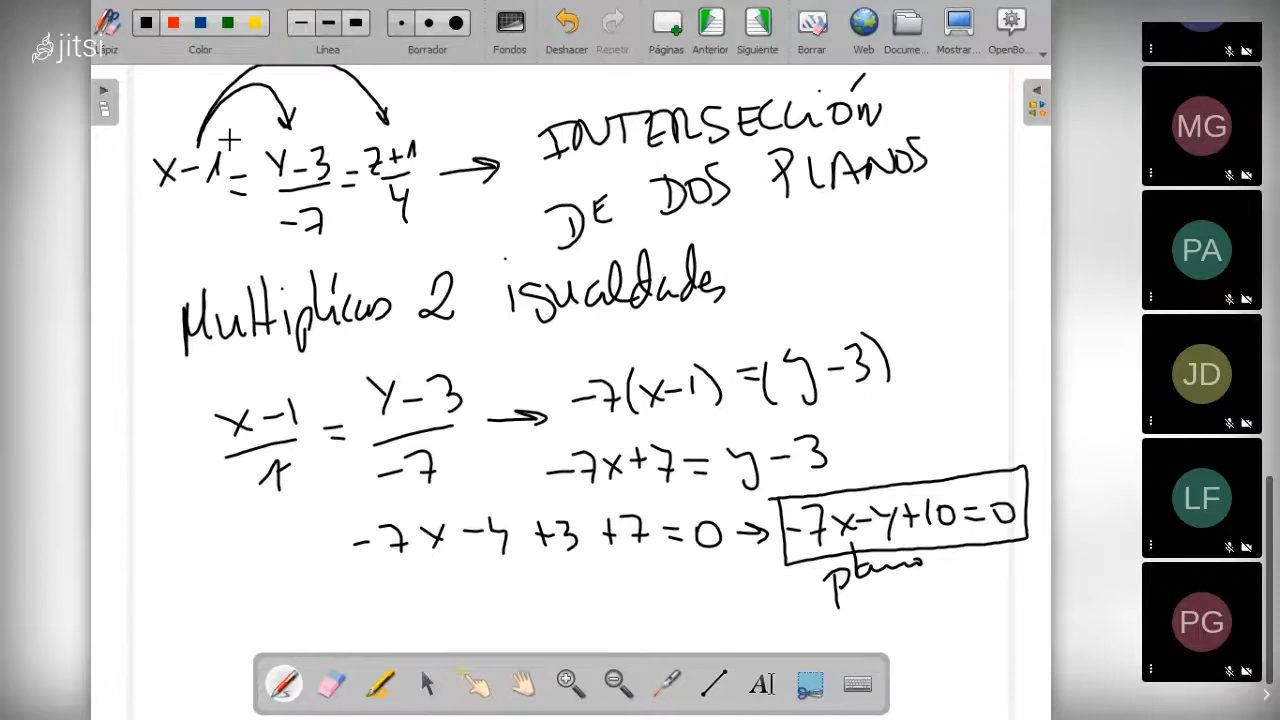 jitsi
Lápiz Color Línea Borrador Fondos Deshacer Repetir Páginas Anterior Siguiente Borrar Web Docume... Mostrar... OpenBo...
x-1 = y-3/-7 = z+1/4 → INTERSECCIÓN
DE DOS PLANOS
Multiplicas 2 igualdades
x-1/1 = y-3/-7 → -7(x-1) = (y-3)
-7x+7 = y-3
-7x -y +3 +7 = 0 → -7x-y+10=0
plano
MG
PA
JD
LF
PG